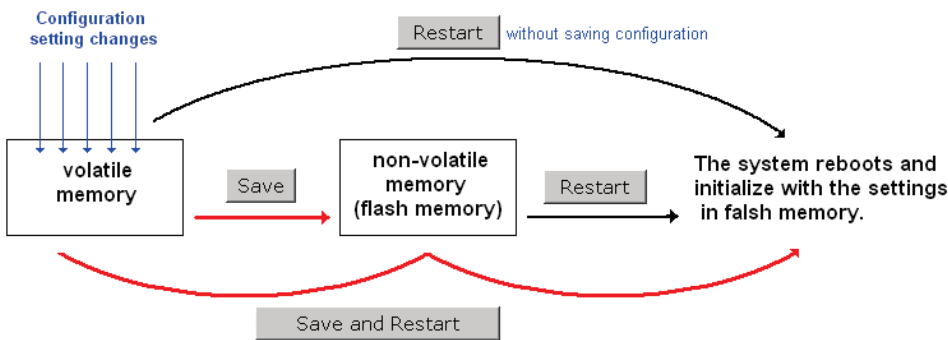 Configuration
setting changes
Restart
without saving configuration
volatile
memory
Save
non-volatile
memory
(flash memory)
Restart
The system reboots and
initialize with the settings
in falsh memory.
Save and Restart